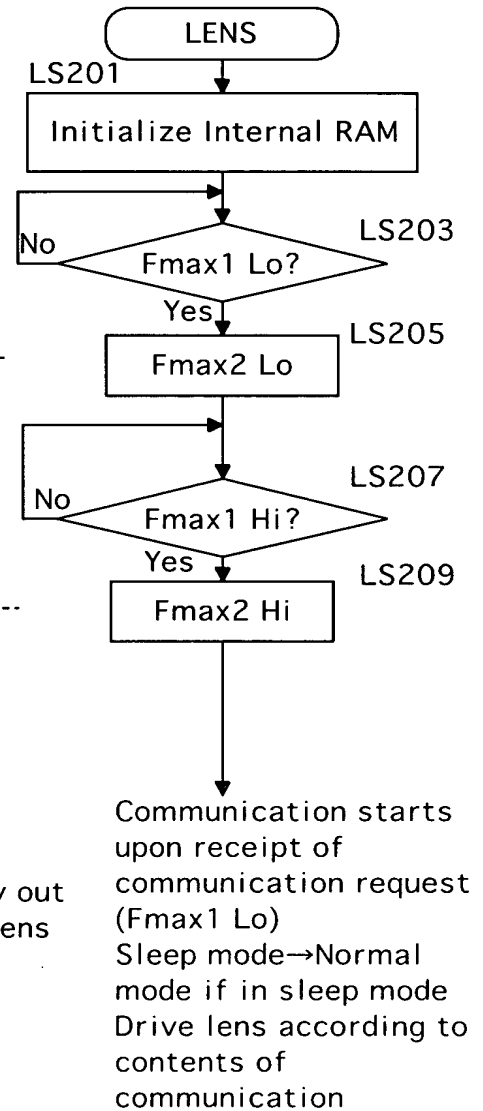 LENS
LS201
Initialize Internal RAM
LS203
No
Fmax1 Lo?
Yes
LS205
Fmax2 Lo
LS207
No
Fmax1 Hi?
Yes
LS209
Fmax2 Hi
Communication starts
upon receipt of
communication request
(Fmax1 Lo)
Sleep mode→Normal
mode if in sleep mode
Drive lens according to
contents of
communication
out
ens